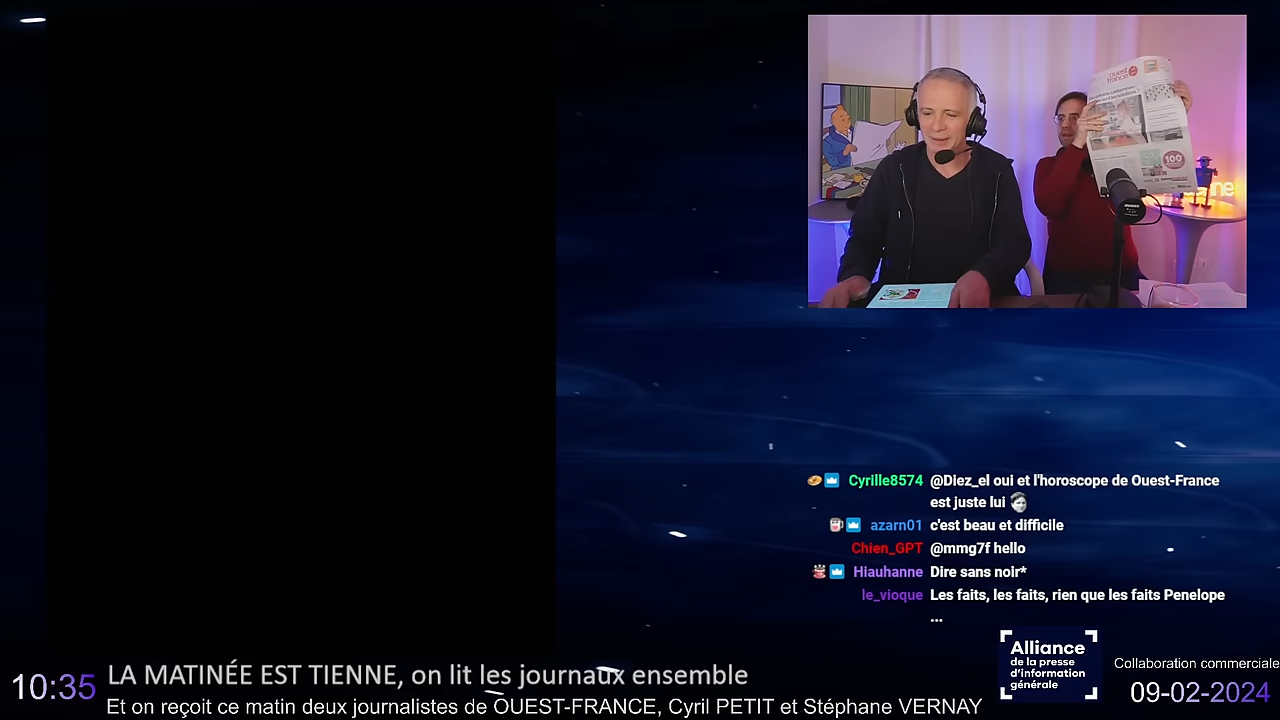 ouest
france
100
Cyrille8574 @Diez_el oui et l'horoscope de Ouest-France
est juste lui
azarn01 c'est beau et difficile
Chien_GPT @mmg7f hello
Hiauhanne Dire sans noir*
le_vioque Les faits, les faits, rien que les faits Penelope
...
Alliance
de la presse
d'information
générale
Collaboration commerciale
10:35
LA MATINÉE EST TIENNE, on lit les journaux ensemble
09-02-2024
Et on reçoit ce matin deux journalistes de OUEST-FRANCE, Cyril PETIT et Stéphane VERNAY